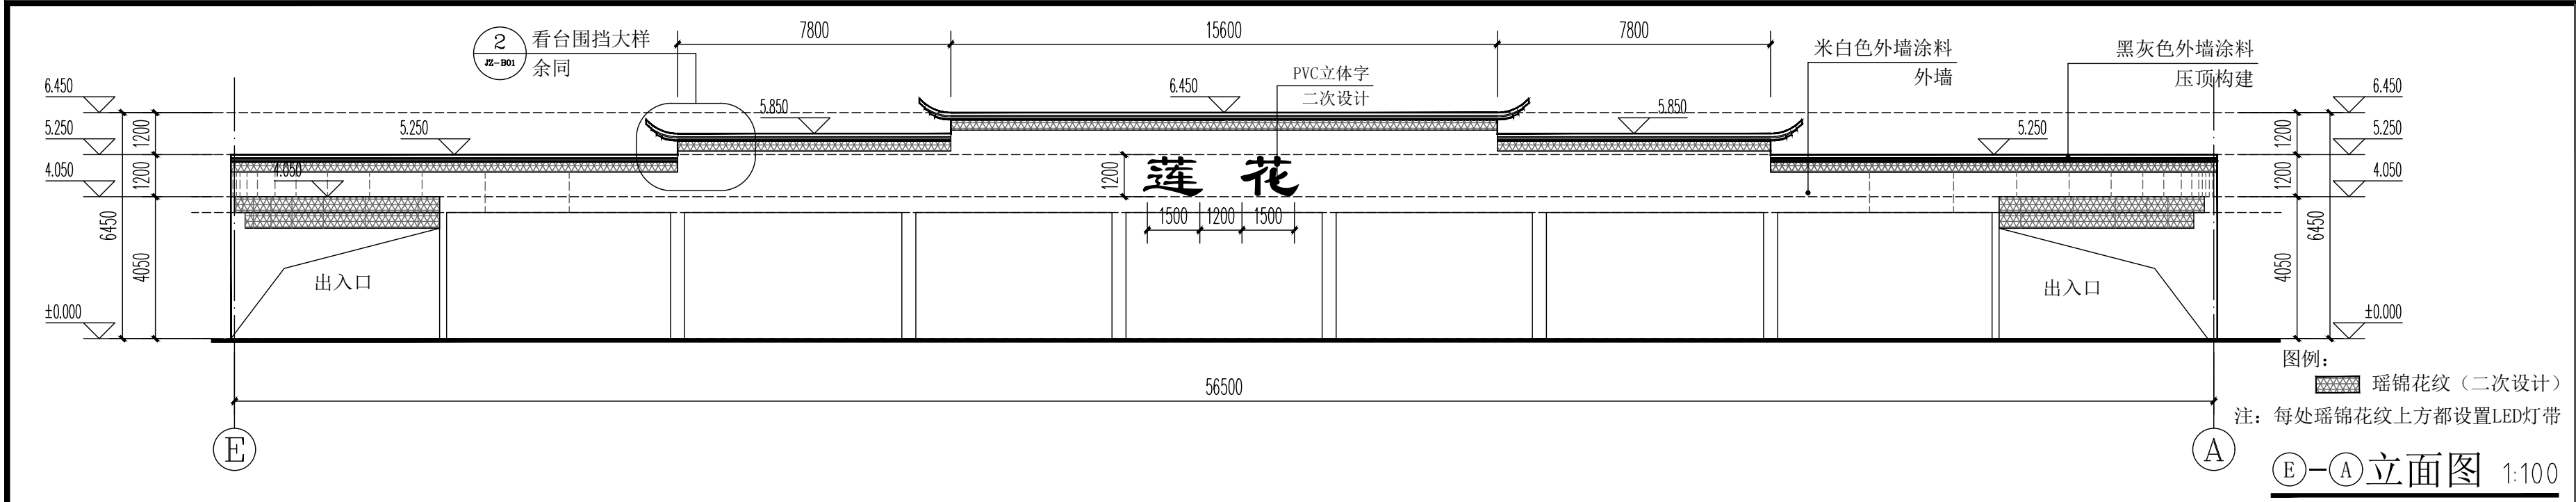 7800
15600
7800
2
JZ-B01
看台围挡大样
余同
PVC立体字
二次设计
米白色外墙涂料
外墙
黑灰色外墙涂料
压顶构建
6.450
5.250
4.050
±0.000
1200
1200
4050
6450
5.250
4.050
5.850
6.450
5.850
5.250
1200
莲 花
1500
1200
1500
出入口
出入口
6.450
5.250
4.050
±0.000
1200
1200
4050
6450
56500
E
A
图例：
瑶锦花纹（二次设计）
注：每处瑶锦花纹上方都设置LED灯带
E-A立面图 1:100